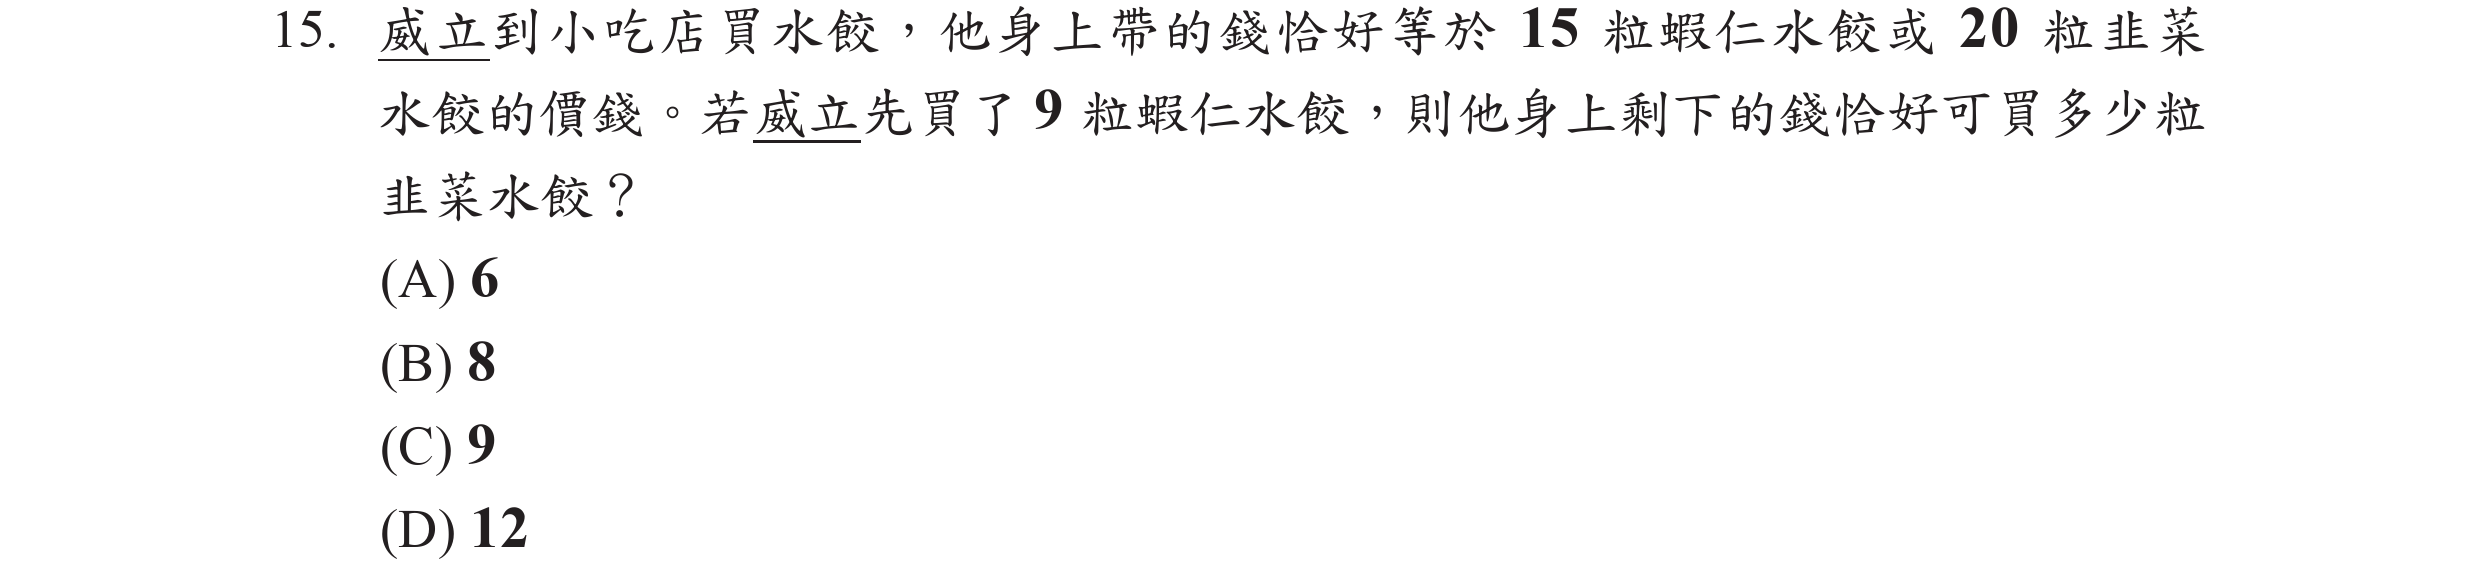 15. 威立到小吃店買水餃，他身上帶的錢恰好等於 15 粒蝦仁水餃或 20 粒韭菜
水餃的價錢。若威立先買了 9 粒蝦仁水餃，則他身上剩下的錢恰好可買多少粒
韭菜水餃？
(A) 6
(B) 8
(C) 9
(D) 12